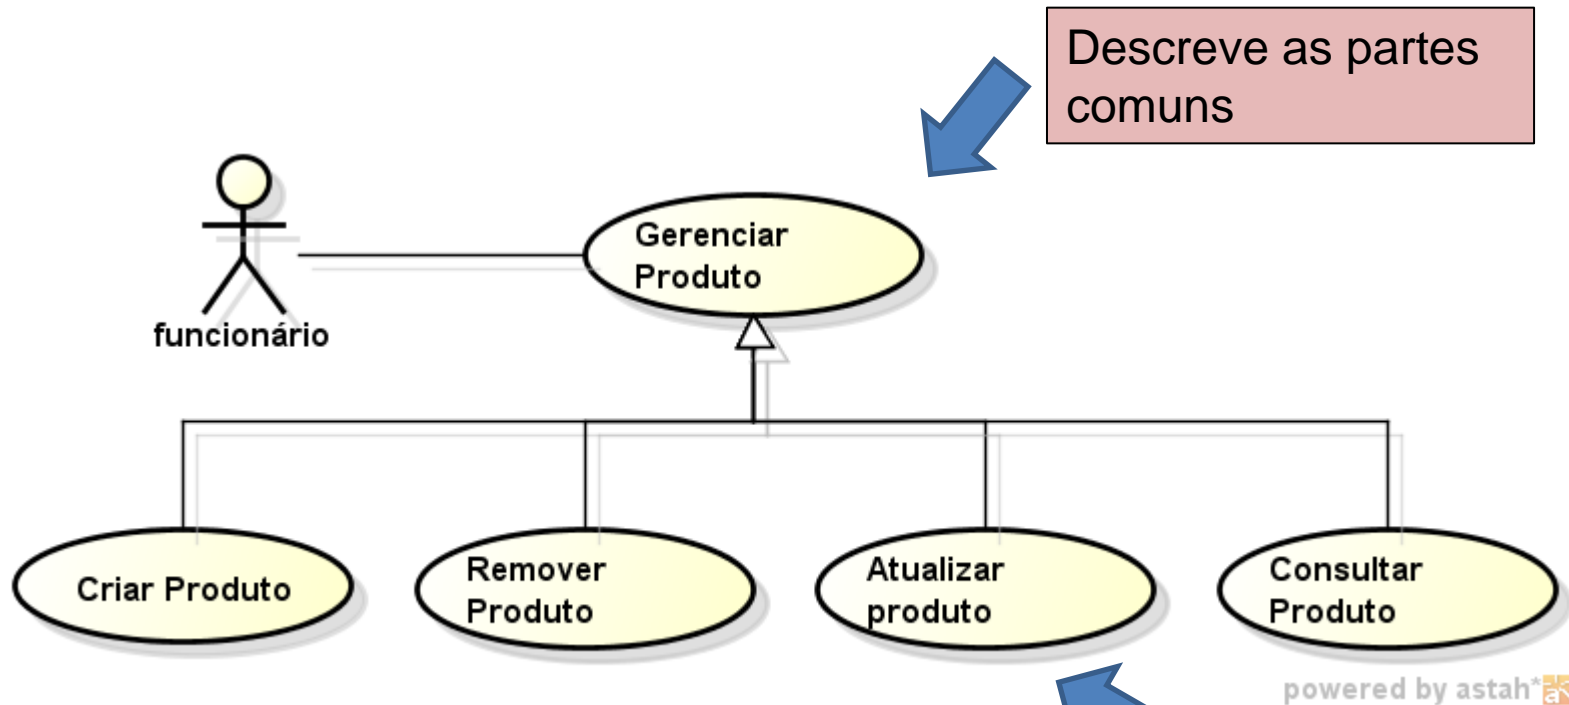 Descreve as partes
comuns
Gerenciar
Produto
funcionário
Criar Produto
Remover
Produto
Atualizar
produto
Consultar
Produto
powered by astah*